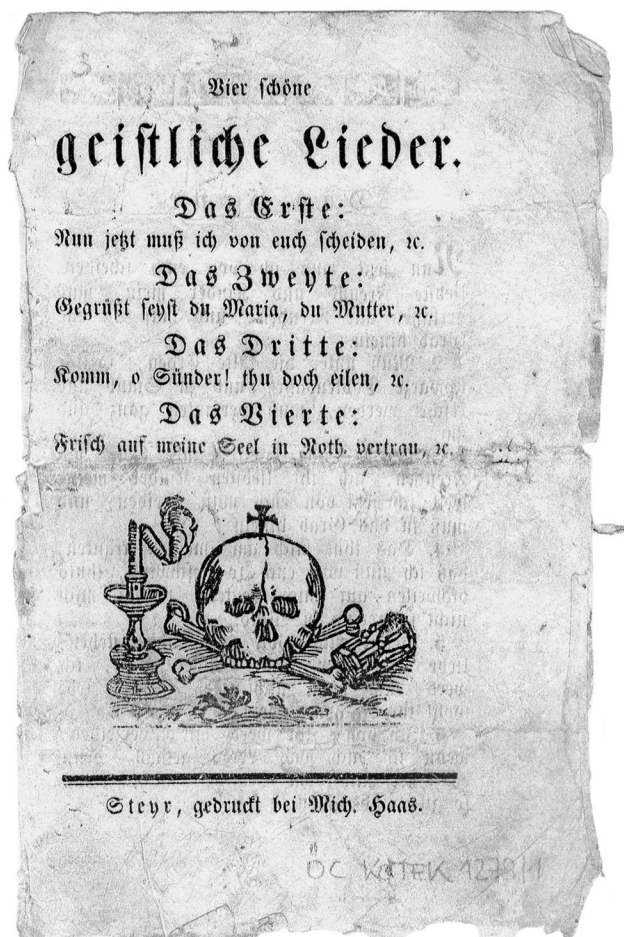 3
Vier schöne
geistliche Lieder.
Das Erste:
Nun jetzt muß ich von euch scheiden, ꝛc.
Das Zweyte:
Gegrüßt seyst du Maria, du Mutter, ꝛc.
Das Dritte:
Komm, o Sünder! thu doch eilen, ꝛc.
Das Vierte:
Frisch auf meine Seel in Noth. vertrau, ꝛc.
Steyr, gedruckt bei Mich. Haas.
ÖC KATEK 1278/1